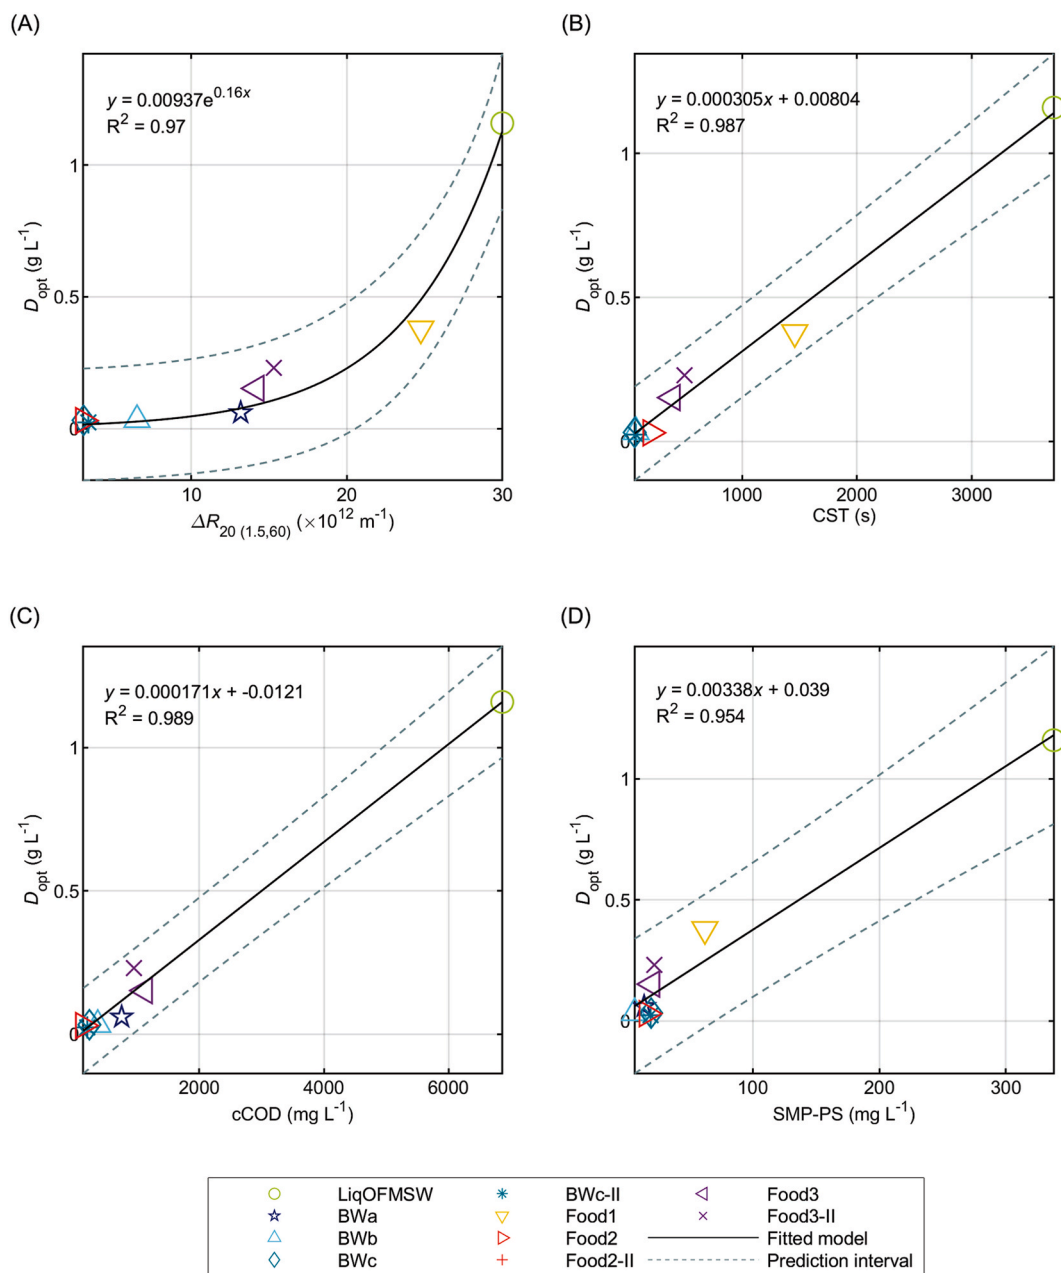 (A)
y = 0.00937e^0.16x
R² = 0.97
1
0.5
0
D_opt (g L⁻¹)
10
20
30
ΔR_20 (1.5,60) (×10¹² m⁻¹)
(B)
y = 0.000305x + 0.00804
R² = 0.987
1
0.5
0
D_opt (g L⁻¹)
1000
2000
3000
CST (s)
(C)
y = 0.000171x + -0.0121
R² = 0.989
1
0.5
0
D_opt (g L⁻¹)
2000
4000
6000
cCOD (mg L⁻¹)
(D)
y = 0.00338x + 0.039
R² = 0.954
1
0.5
0
D_opt (g L⁻¹)
100
200
300
SMP-PS (mg L⁻¹)
LiqOFMSW
BWa
BWb
BWc
BWc-II
Food1
Food2
Food2-II
Food3
Food3-II
Fitted model
Prediction interval